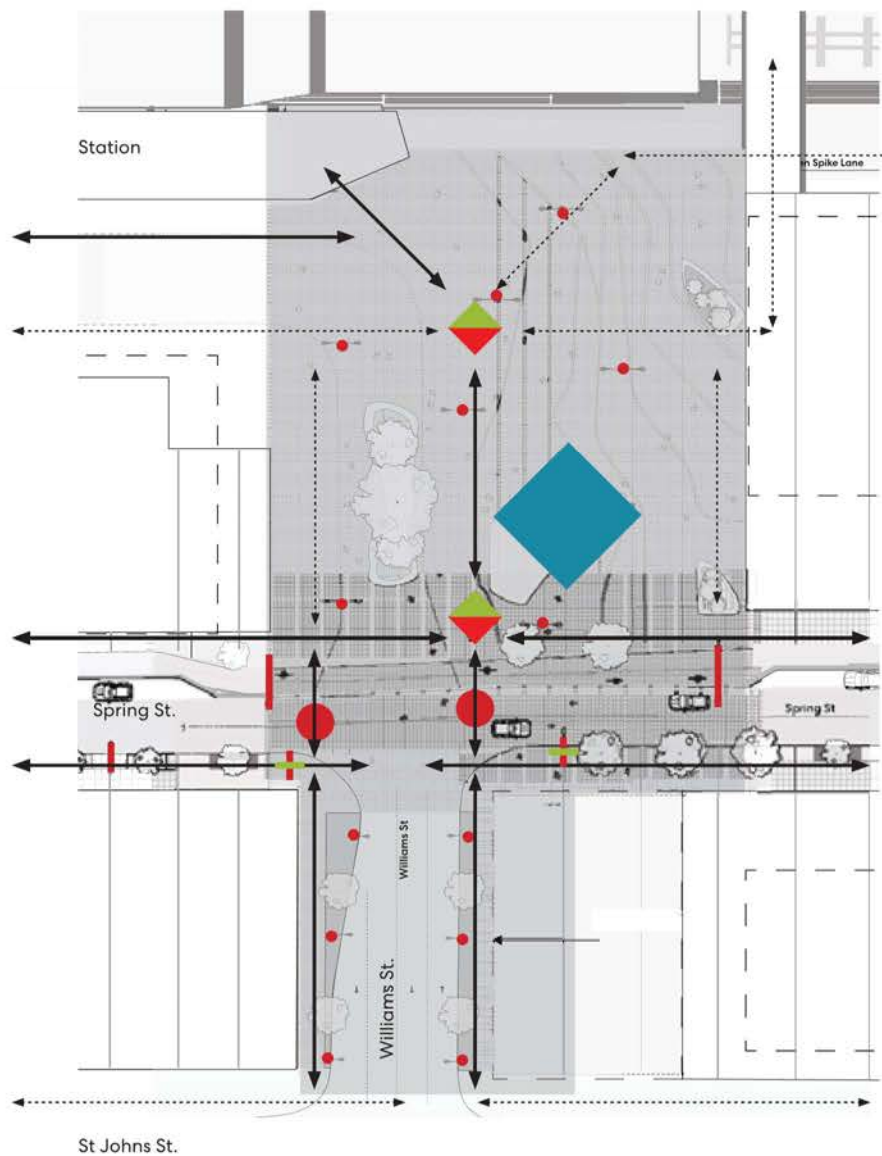 Station
n Spike Lane
Spring St.
Spring St
Williams St
Williams St.
St Johns St.